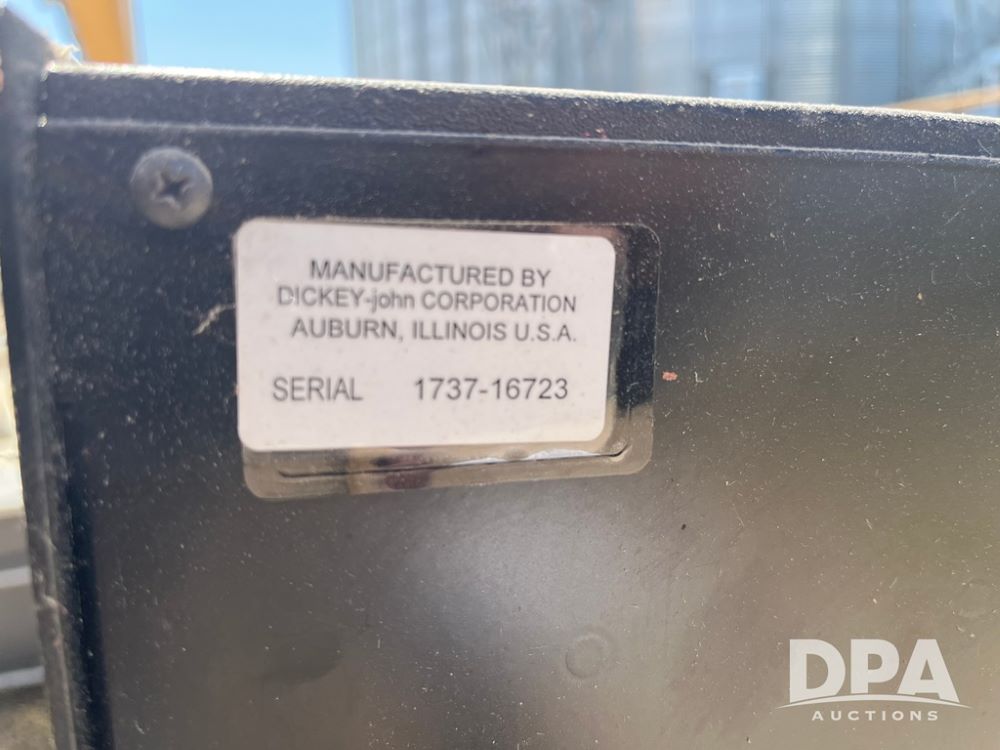 MANUFACTURED BY
DICKEY-john CORPORATION
AUBURN, ILLINOIS U.S.A.
SERIAL 1737-16723
DPA
AUCTIONS